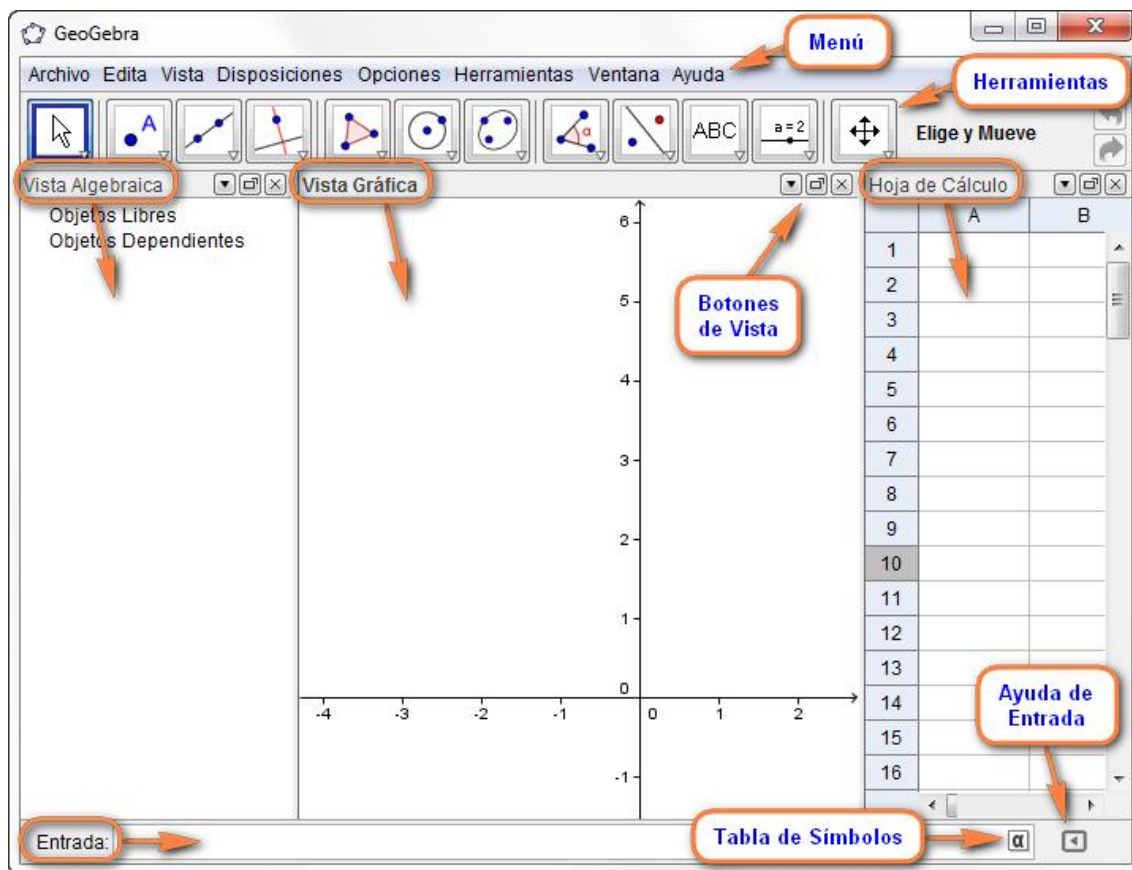 GeoGebra
Menú
Archivo Edita Vista Disposiciones Opciones Herramientas Ventana Ayuda
Herramientas
A
α
ABC
a=2
Elige y Mueve
Vista Algebraica
Vista Gráfica
Hoja de Cálculo
Objetos Libres
Objetos Dependientes
Botones
de Vista
6
5
4
3
2
1
0
-1
-4 -3 -2 -1 0 1 2
A B
1
2
3
4
5
6
7
8
9
10
11
12
13
14
15
16
Ayuda de
Entrada
Entrada:
Tabla de Símbolos
α